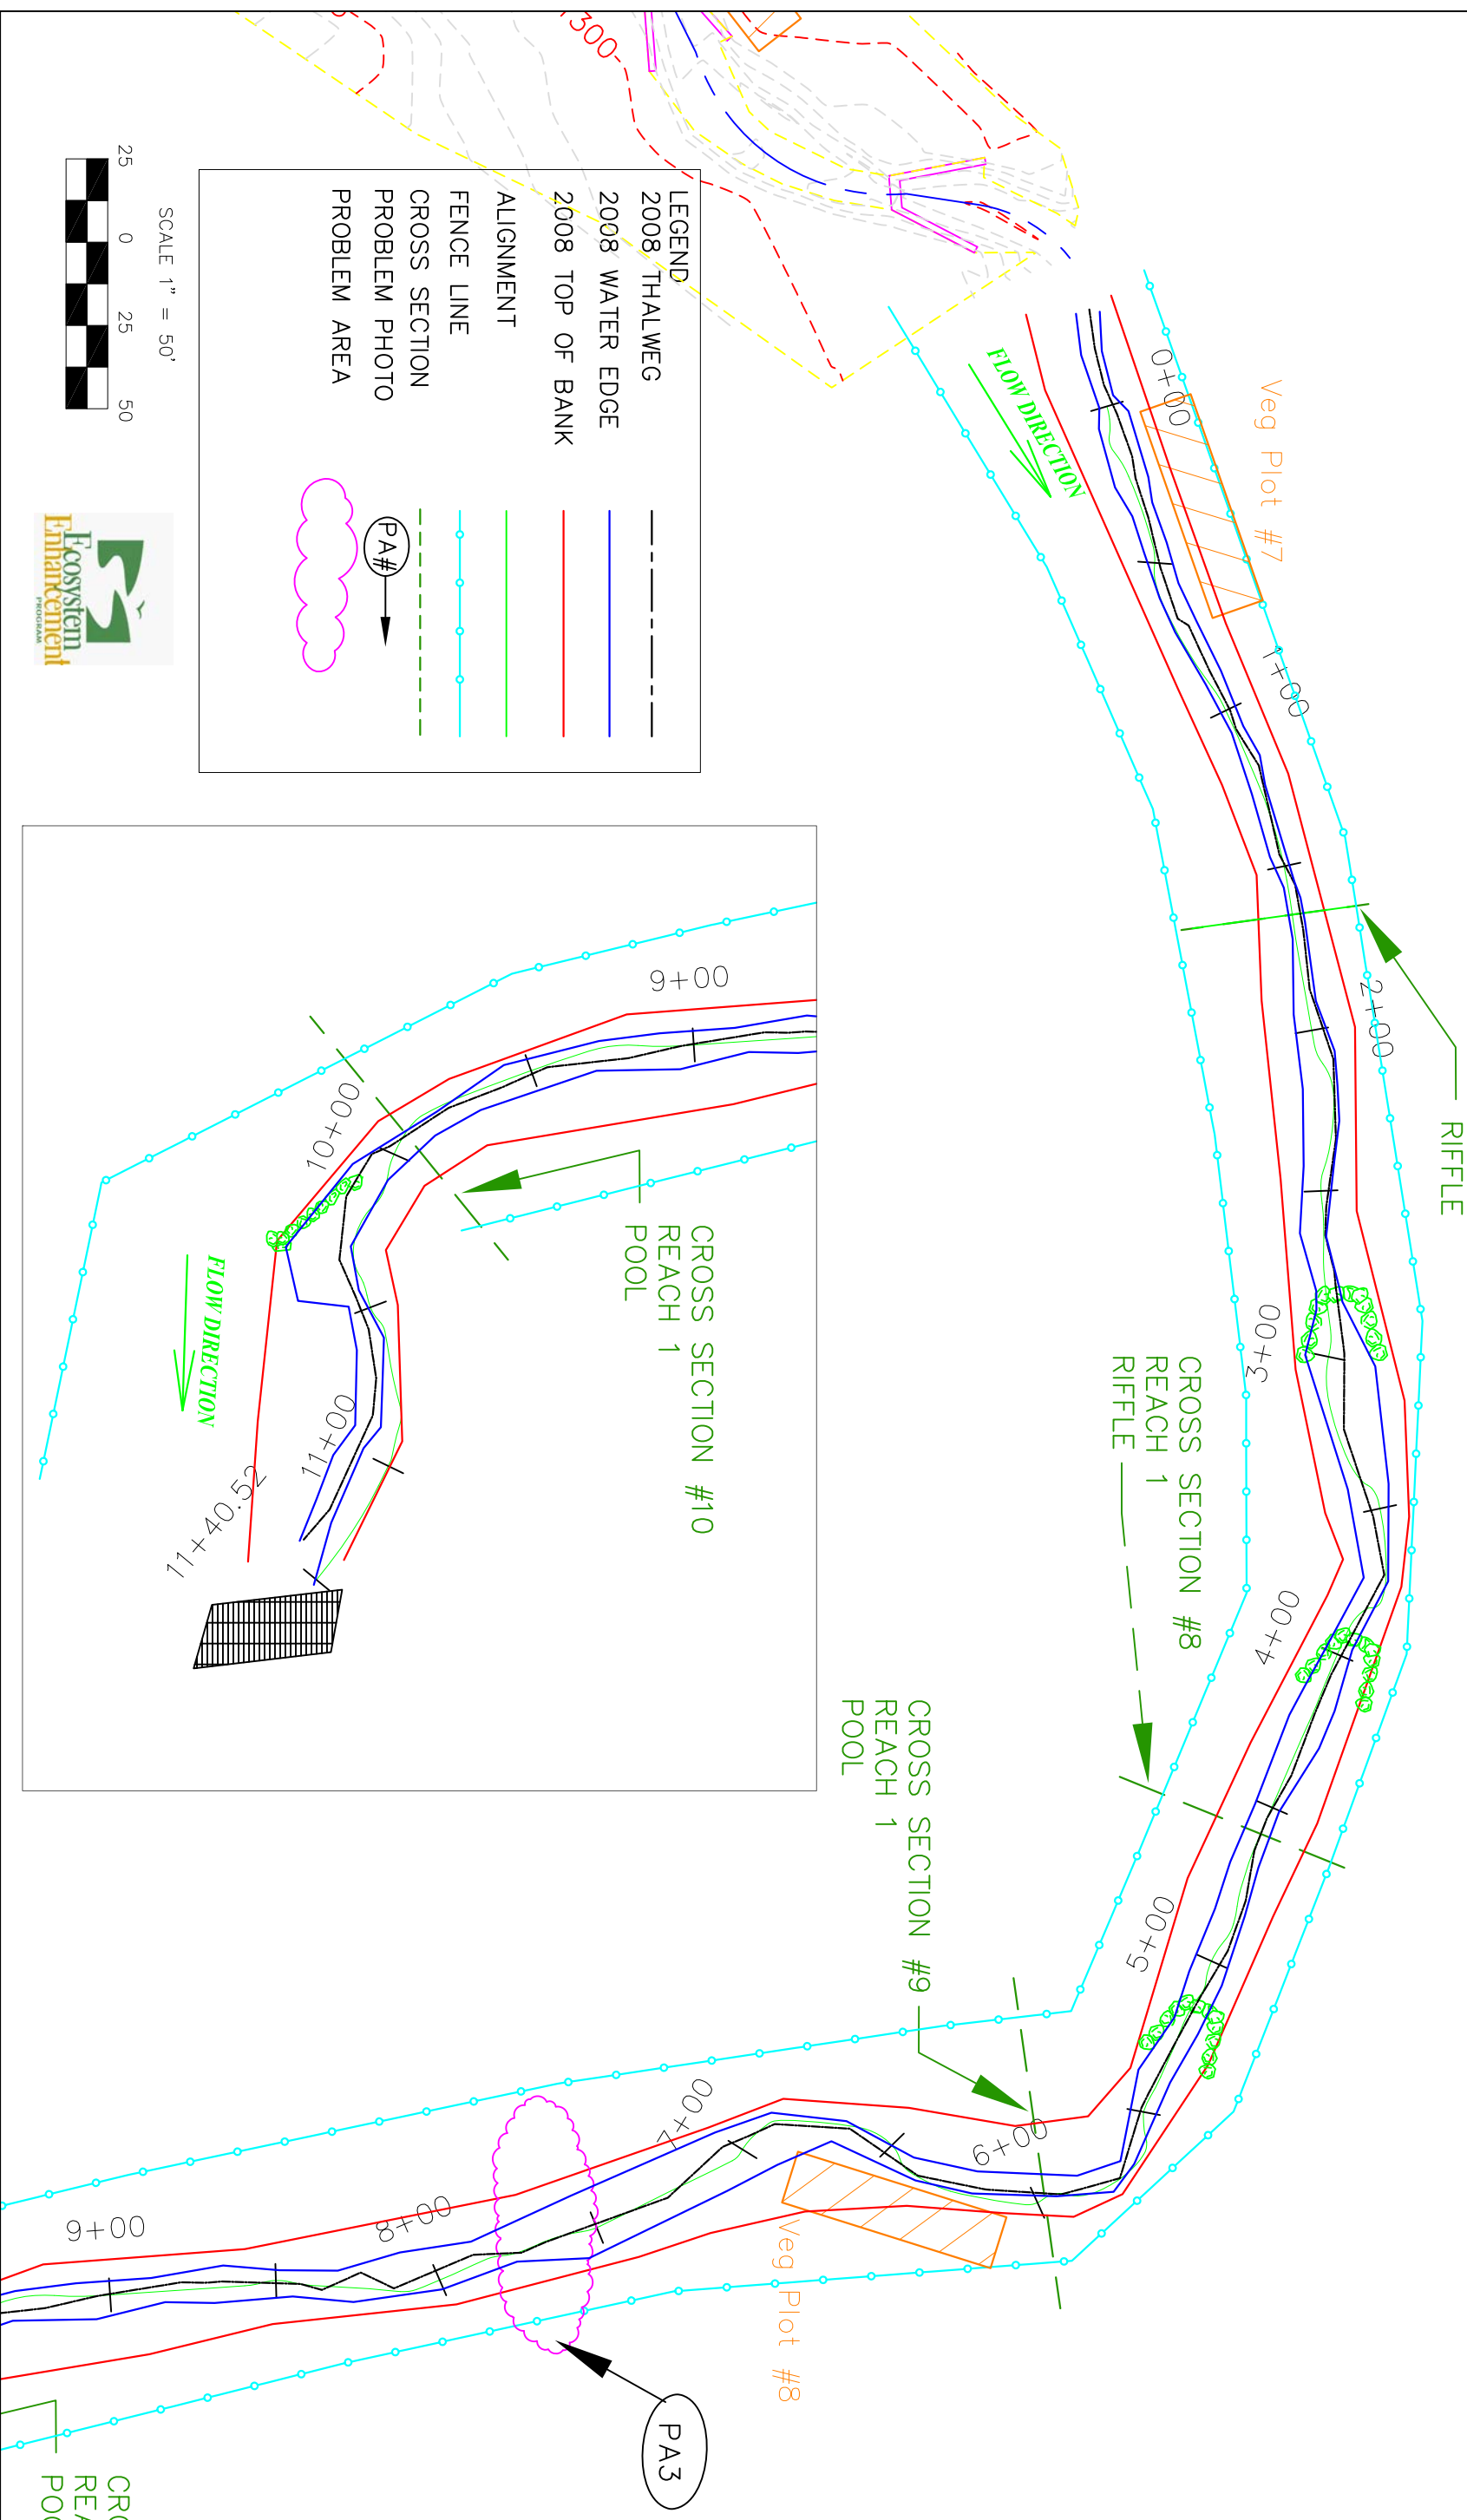 300
LEGEND
2008 THALWEG
2008 WATER EDGE
2008 TOP OF BANK
ALIGNMENT
FENCE LINE
CROSS SECTION
PROBLEM PHOTO
PROBLEM AREA
PA#
SCALE 1" = 50'
25 0 25 50
Ecosystem
Enhancement
PROGRAM
FLOW DIRECTION
Veg Plot #7
0+00
1+00
2+00
3+00
4+00
5+00
6+00
7+00
8+00
9+00
RIFFLE
CROSS SECTION #8
REACH 1
RIFFLE
CROSS SECTION #9
REACH 1
POOL
Veg Plot #8
PA3
9+00
10+00
11+00
11+40.52
CROSS SECTION #10
REACH 1
POOL
FLOW DIRECTION